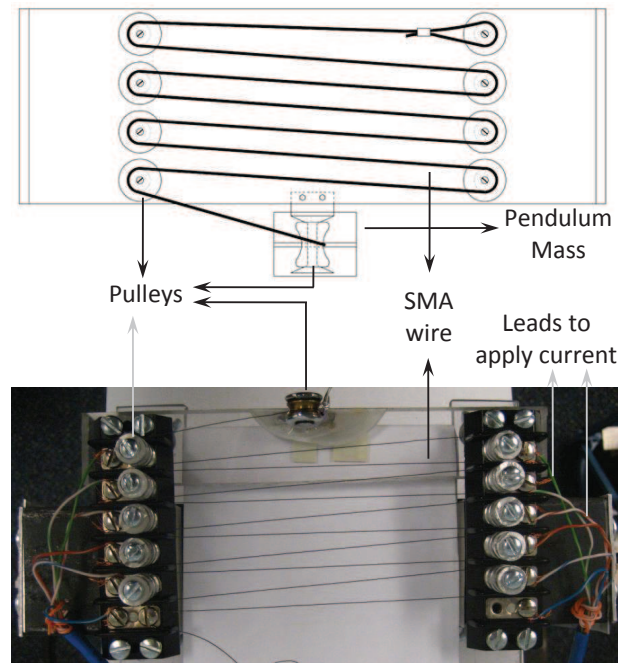 Pendulum
Mass
Pulleys
SMA
wire
Leads to
apply current